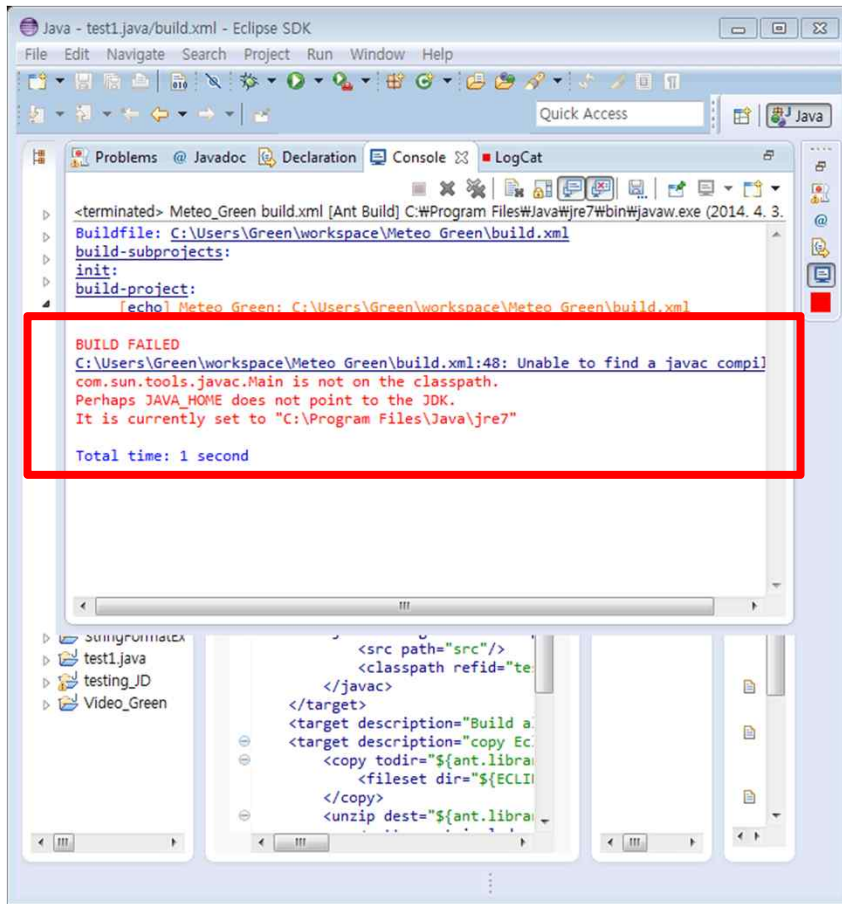 Java - test1.java/build.xml - Eclipse SDK
File Edit Navigate Search Project Run Window Help
Quick Access
Java
Problems @ Javadoc Declaration Console LogCat
<terminated> Meteo_Green build.xml [Ant Build] C:₩Program Files₩Java₩jre7₩bin₩javaw.exe (2014. 4. 3.
Buildfile: C:\Users\Green\workspace\Meteo Green\build.xml
build-subprojects:
init:
build-project:
[echo] Meteo Green: C:\Users\Green\workspace\Meteo Green\build.xml
BUILD FAILED
C:\Users\Green\workspace\Meteo Green\build.xml:48: Unable to find a javac compil
com.sun.tools.javac.Main is not on the classpath.
Perhaps JAVA_HOME does not point to the JDK.
It is currently set to "C:\Program Files\Java\jre7"
Total time: 1 second
StringFormatEx
test1.java
testing_JD
Video_Green
<src path="src"/>
<classpath refid="te
</javac>
</target>
<target description="Build a
<target description="copy Ec
<copy todir="${ant.libra
<fileset dir="${ECLI
</copy>
<unzip dest="${ant.libra